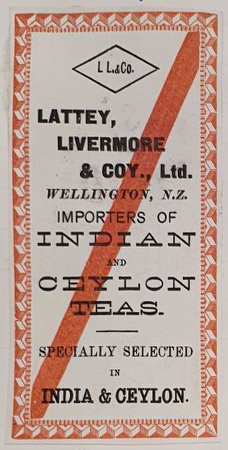 L L.&Co.
LATTEY,
LIVERMORE
& COY., Ltd.
WELLINGTON, N.Z.
IMPORTERS OF
INDIAN
AND
CEYLON
TEAS.
SPECIALLY SELECTED
IN
INDIA & CEYLON.